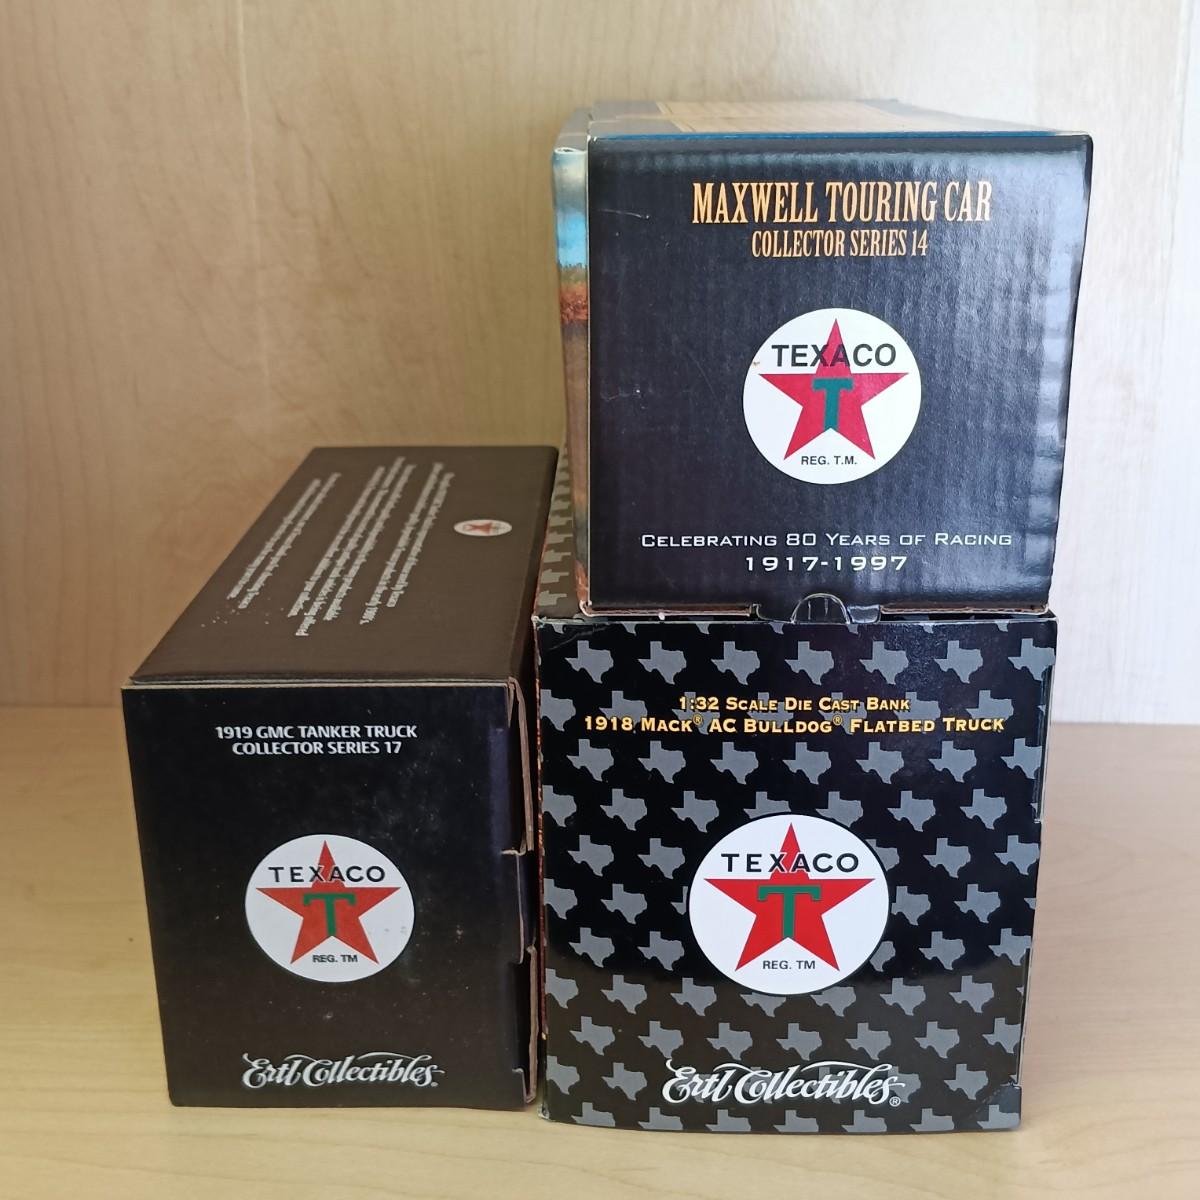 MAXWELL TOURING CAR
COLLECTOR SERIES 14
TEXACO
T
REG. T.M.
CELEBRATING 80 YEARS OF RACING
1917-1997
1919 GMC TANKER TRUCK
COLLECTOR SERIES 17
TEXACO
T
REG. TM
Ertl Collectibles®
1:32 SCALE DIE CAST BANK
1918 MACK® AC BULLDOG® FLATBED TRUCK
TEXACO
T
REG. TM
Ertl Collectibles®